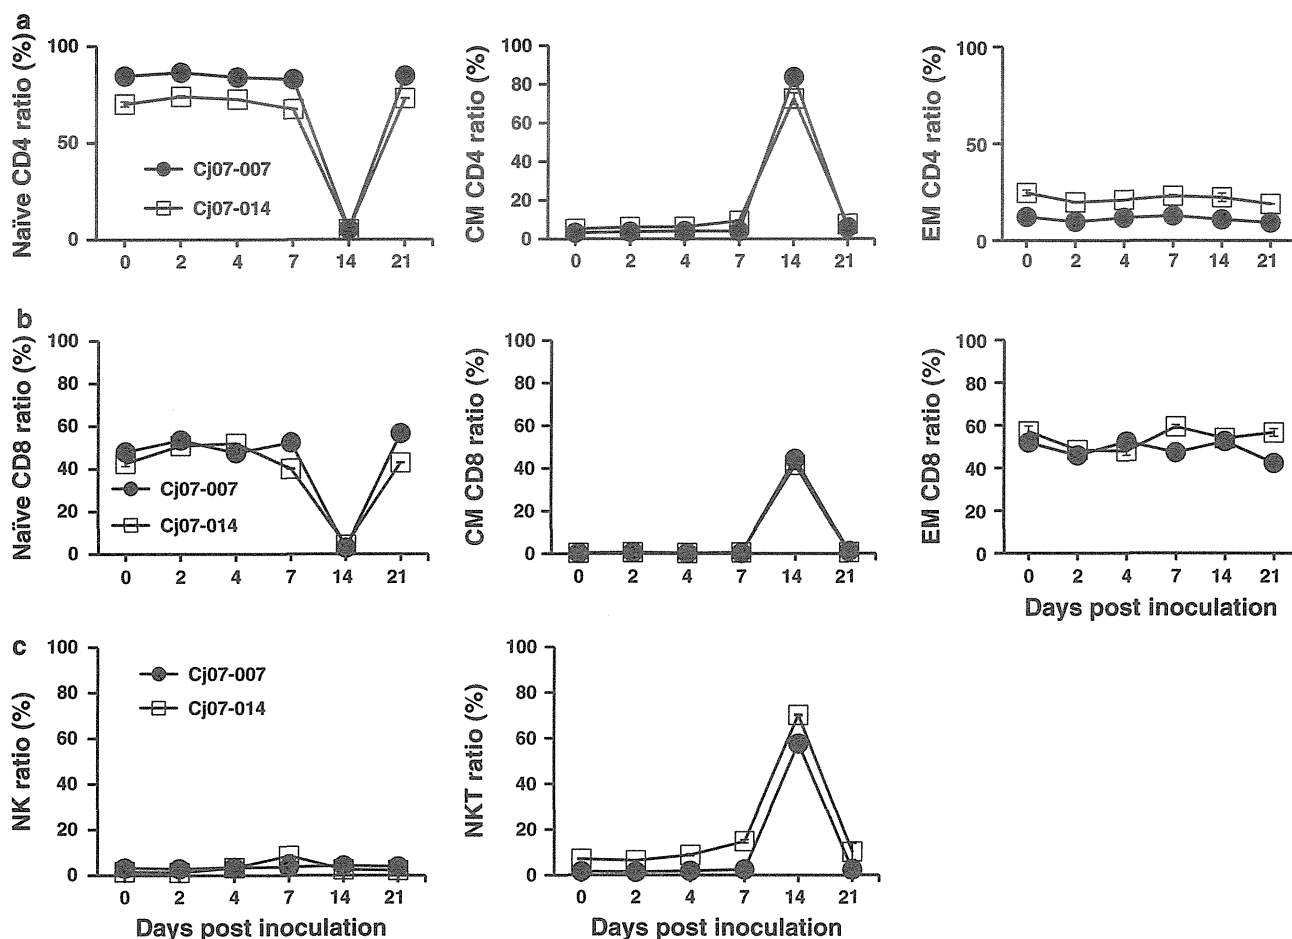 a
Naïve CD4 ratio (%)
100
50
0
Cj07-007
Cj07-014
0 2 4 7 14 21
CM CD4 ratio (%)
100
80
60
40
20
0
0 2 4 7 14 21
EM CD4 ratio (%)
100
50
0
0 2 4 7 14 21
b
Naïve CD8 ratio (%)
100
80
60
40
20
0
Cj07-007
Cj07-014
0 2 4 7 14 21
CM CD8 ratio (%)
100
80
60
40
20
0
0 2 4 7 14 21
EM CD8 ratio (%)
100
80
60
40
20
0
0 2 4 7 14 21
Days post inoculation
c
NK ratio (%)
100
80
60
40
20
0
Cj07-007
Cj07-014
0 2 4 7 14 21
Days post inoculation
NKT ratio (%)
100
80
60
40
20
0
0 2 4 7 14 21
Days post inoculation